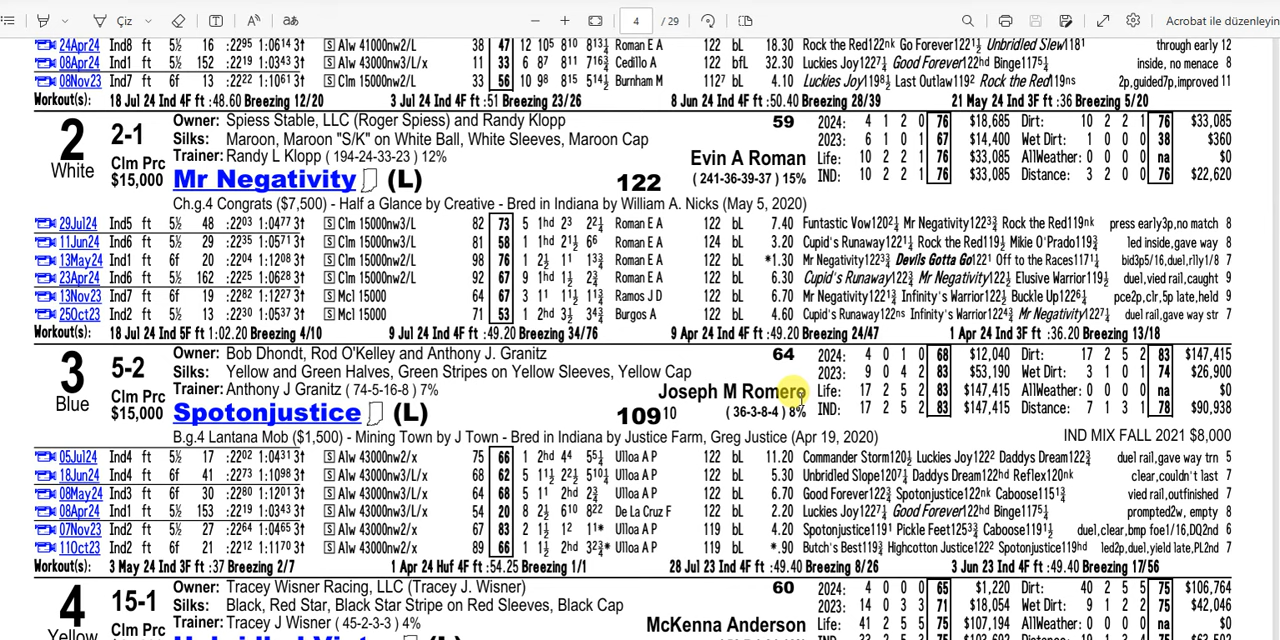 Çiz
4 / 29
Acrobat ile düzenleyin
24Apr24 Ind8 ft 5½ 16 :2295 1:0614 3↑ S Alw 41000nw2/L 38 47 12 105 810 813¼ Roman E A 122 bL 18.30 Rock the Red122nk Go Forever1221½ Unbridled Slew1181 through early 12
08Apr24 Ind1 ft 5½ 152 :2219 1:0343 3↑ S Alw 43000nw3/L/x 11 33 6 87 811 716¾ Cedillo A 122 bfL 32.30 Luckies Joy1227¼ Good Forever122hd Binge1175¼ inside, no menace 8
08Nov23 Ind1 ft 6f 13 :2222 1:1061 3↑ S Clm 15000nw2/L 33 56 10 98 815 514½ Burnham M 1127 bL 4.10 Luckies Joy1198½ Last Outlaw1192 Rock the Red119ns 2p,guided7p,improved 11
Workout(s): 18 Jul 24 Ind 4F ft :48.60 Breezing 12/20 3 Jul 24 Ind 4F ft :51 Breezing 23/26 8 Jun 24 Ind 4F ft :50.40 Breezing 28/39 21 May 24 Ind 3F ft :36 Breezing 5/20
2 2-1 Owner: Spiess Stable, LLC (Roger Spiess) and Randy Klopp 59 2024: 4 1 2 0 76 $18,685 Dirt: 10 2 2 1 76 $33,085
Silks: Maroon, Maroon "S/K" on White Ball, White Sleeves, Maroon Cap 2023: 6 1 0 1 67 $14,400 Wet Dirt: 1 0 0 0 38 $360
White Clm Prc Trainer: Randy L Klopp ( 194-24-33-23 ) 12% Evin A Roman Life: 10 2 2 1 76 $33,085 AllWeather: 0 0 0 0 na $0
$15,000 Mr Negativity (L) 122 ( 241-36-39-37 ) 15% IND: 10 2 2 1 76 $33,085 Distance: 3 2 0 0 76 $22,620
Ch.g.4 Congrats ($7,500) - Half a Glance by Creative - Bred in Indiana by William A. Nicks (May 5, 2020)
29Jul24 Ind5 ft 5½ 48 :2203 1:0477 3↑ S Clm 15000nw3/L 82 73 5 1hd 23 22¼ Roman E A 122 bL 7.40 Funtastic Vow1202¼ Mr Negativity1223¾ Rock the Red119nk press early3p,no match 8
11Jun24 Ind6 ft 5½ 29 :2235 1:0571 3↑ S Clm 15000nw3/L 81 58 1 1hd 21½ 66 Roman E A 124 bL 3.20 Cupid's Runaway1221¼ Rock the Red119½ Mikie O'Prado119¾ led inside,gave way 8
13May24 Ind1 ft 6f 20 :2204 1:1208 3↑ S Clm 15000nw3/L 98 76 1 2½ 11 13¾ Roman E A 122 bL *1.30 Mr Negativity1223¾ Devils Gotta Go1221 Off to the Races1171¼ bid3p5/16,duel,rlly1/8 7
23Apr24 Ind6 ft 5½ 162 :2225 1:0628 3↑ S Clm 15000nw3/L 92 67 9 1hd 1½ 2¾ Roman E A 122 bL 6.30 Cupid's Runaway122¾ Mr Negativity122½ Elusive Warrior119½ duel,vied rail,caught 9
13Nov23 Ind7 ft 6f 19 :2282 1:1227 3↑ S Mcl 15000 64 67 3 11 11½ 1¾ Ramos J D 122 bL 6.70 Mr Negativity1221¾ Infinity's Warrior122½ Buckle Up1226¼ pce2p,clr,5p late,held 9
25Oct23 Ind2 ft 5½ 13 :2230 1:0537 3↑ S Mcl 15000 71 53 1 2hd 3½ 34¾ Burgos A 122 bL 4.60 Cupid's Runaway122ns Infinity's Warrior1224¾ Mr Negativity1227¼ duel rail,gave way str 7
Workout(s): 18 Jul 24 Ind 5F ft 1:02.20 Breezing 4/10 9 Jul 24 Ind 4F ft :49.20 Breezing 34/76 9 Apr 24 Ind 4F ft :49.20 Breezing 24/47 1 Apr 24 Ind 3F ft :36.20 Breezing 13/18
3 5-2 Owner: Bob Dhondt, Rod O'Kelley and Anthony J. Granitz 64 2024: 4 0 1 0 68 $12,040 Dirt: 17 2 5 2 83 $147,415
Silks: Yellow and Green Halves, Green Stripes on Yellow Sleeves, Yellow Cap 2023: 9 0 4 2 83 $53,190 Wet Dirt: 3 1 0 1 74 $26,900
Blue Clm Prc Trainer: Anthony J Granitz ( 74-5-16-8 ) 7% Joseph M Romero Life: 17 2 5 2 83 $147,415 AllWeather: 0 0 0 0 na $0
$15,000 Spotonjustice (L) 10910 ( 36-3-8-4 ) 8% IND: 17 2 5 2 83 $147,415 Distance: 7 1 3 1 78 $90,938
B.g.4 Lantana Mob ($1,500) - Mining Town by J Town - Bred in Indiana by Justice Farm, Greg Justice (Apr 19, 2020) IND MIX FALL 2021 $8,000
05Jul24 Ind4 ft 5½ 17 :2202 1:0431 3↑ S Alw 43000nw2/x 75 66 1 2hd 44 55¼ Ulloa A P 122 bL 11.20 Commander Storm120½ Luckies Joy1222 Daddys Dream122¾ duel rail,gave way trn 5
18Jun24 Ind4 ft 6f 41 :2273 1:1098 3↑ S Alw 43000nw3/L/x 68 62 5 11½ 22½ 510¼ Ulloa A P 122 bL 5.30 Unbridled Slope1207¼ Daddys Dream122hd Reflex120nk clear,couldn't last 7
08May24 Ind3 ft 6f 30 :2280 1:1201 3↑ S Alw 43000nw3/L/x 64 68 5 11 2hd 2¾ Ulloa A P 122 bL 6.70 Good Forever122¾ Spotonjustice122nk Caboose1151¾ vied rail,outfinished 7
08Apr24 Ind1 ft 5½ 153 :2219 1:0343 3↑ S Alw 43000nw3/L/x 54 20 8 2½ 610 822 De La Cruz F 122 bL 2.20 Luckies Joy1227¼ Good Forever122hd Binge1175¼ prompted2w, empty 8
07Nov23 Ind2 ft 5½ 27 :2264 1:0465 3↑ S Alw 43000nw2/x 67 83 2 1½ 12 11* Ulloa A P 119 bL 4.20 Spotonjustice1191 Pickle Feet1253¾ Caboose1191½ duel,clear,bmp foe1/16,DQ2nd 6
11Oct23 Ind2 ft 6f 21 :2212 1:1170 3↑ S Alw 43000nw2/x 89 66 1 1½ 2hd 32¾* Ulloa A P 119 bL *.90 Butch's Best119¾ Highcotton Justice1222 Spotonjustice119hd led2p,duel,yield late,PL2nd 7
Workout(s): 3 May 24 Ind 3F ft :37 Breezing 2/7 1 Apr 24 Huf 4F ft :54.25 Breezing 1/1 28 Jul 23 Ind 4F ft :49.40 Breezing 8/26 3 Jun 23 Ind 4F ft :49.40 Breezing 17/56
4 15-1 Owner: Tracey Wisner Racing, LLC (Tracey J. Wisner) 60 2024: 4 0 0 0 65 $1,220 Dirt: 40 2 5 5 75 $106,764
Silks: Black, Red Star, Black Star Stripe on Red Sleeves, Black Cap 2023: 14 0 3 3 71 $18,054 Wet Dirt: 9 1 2 2 75 $42,046
Yellow Clm Prc Trainer: Tracey J Wisner ( 45-2-3-3 ) 4% McKenna Anderson Life: 41 2 5 5 75 $107,194 AllWeather: 0 0 0 0 na $0